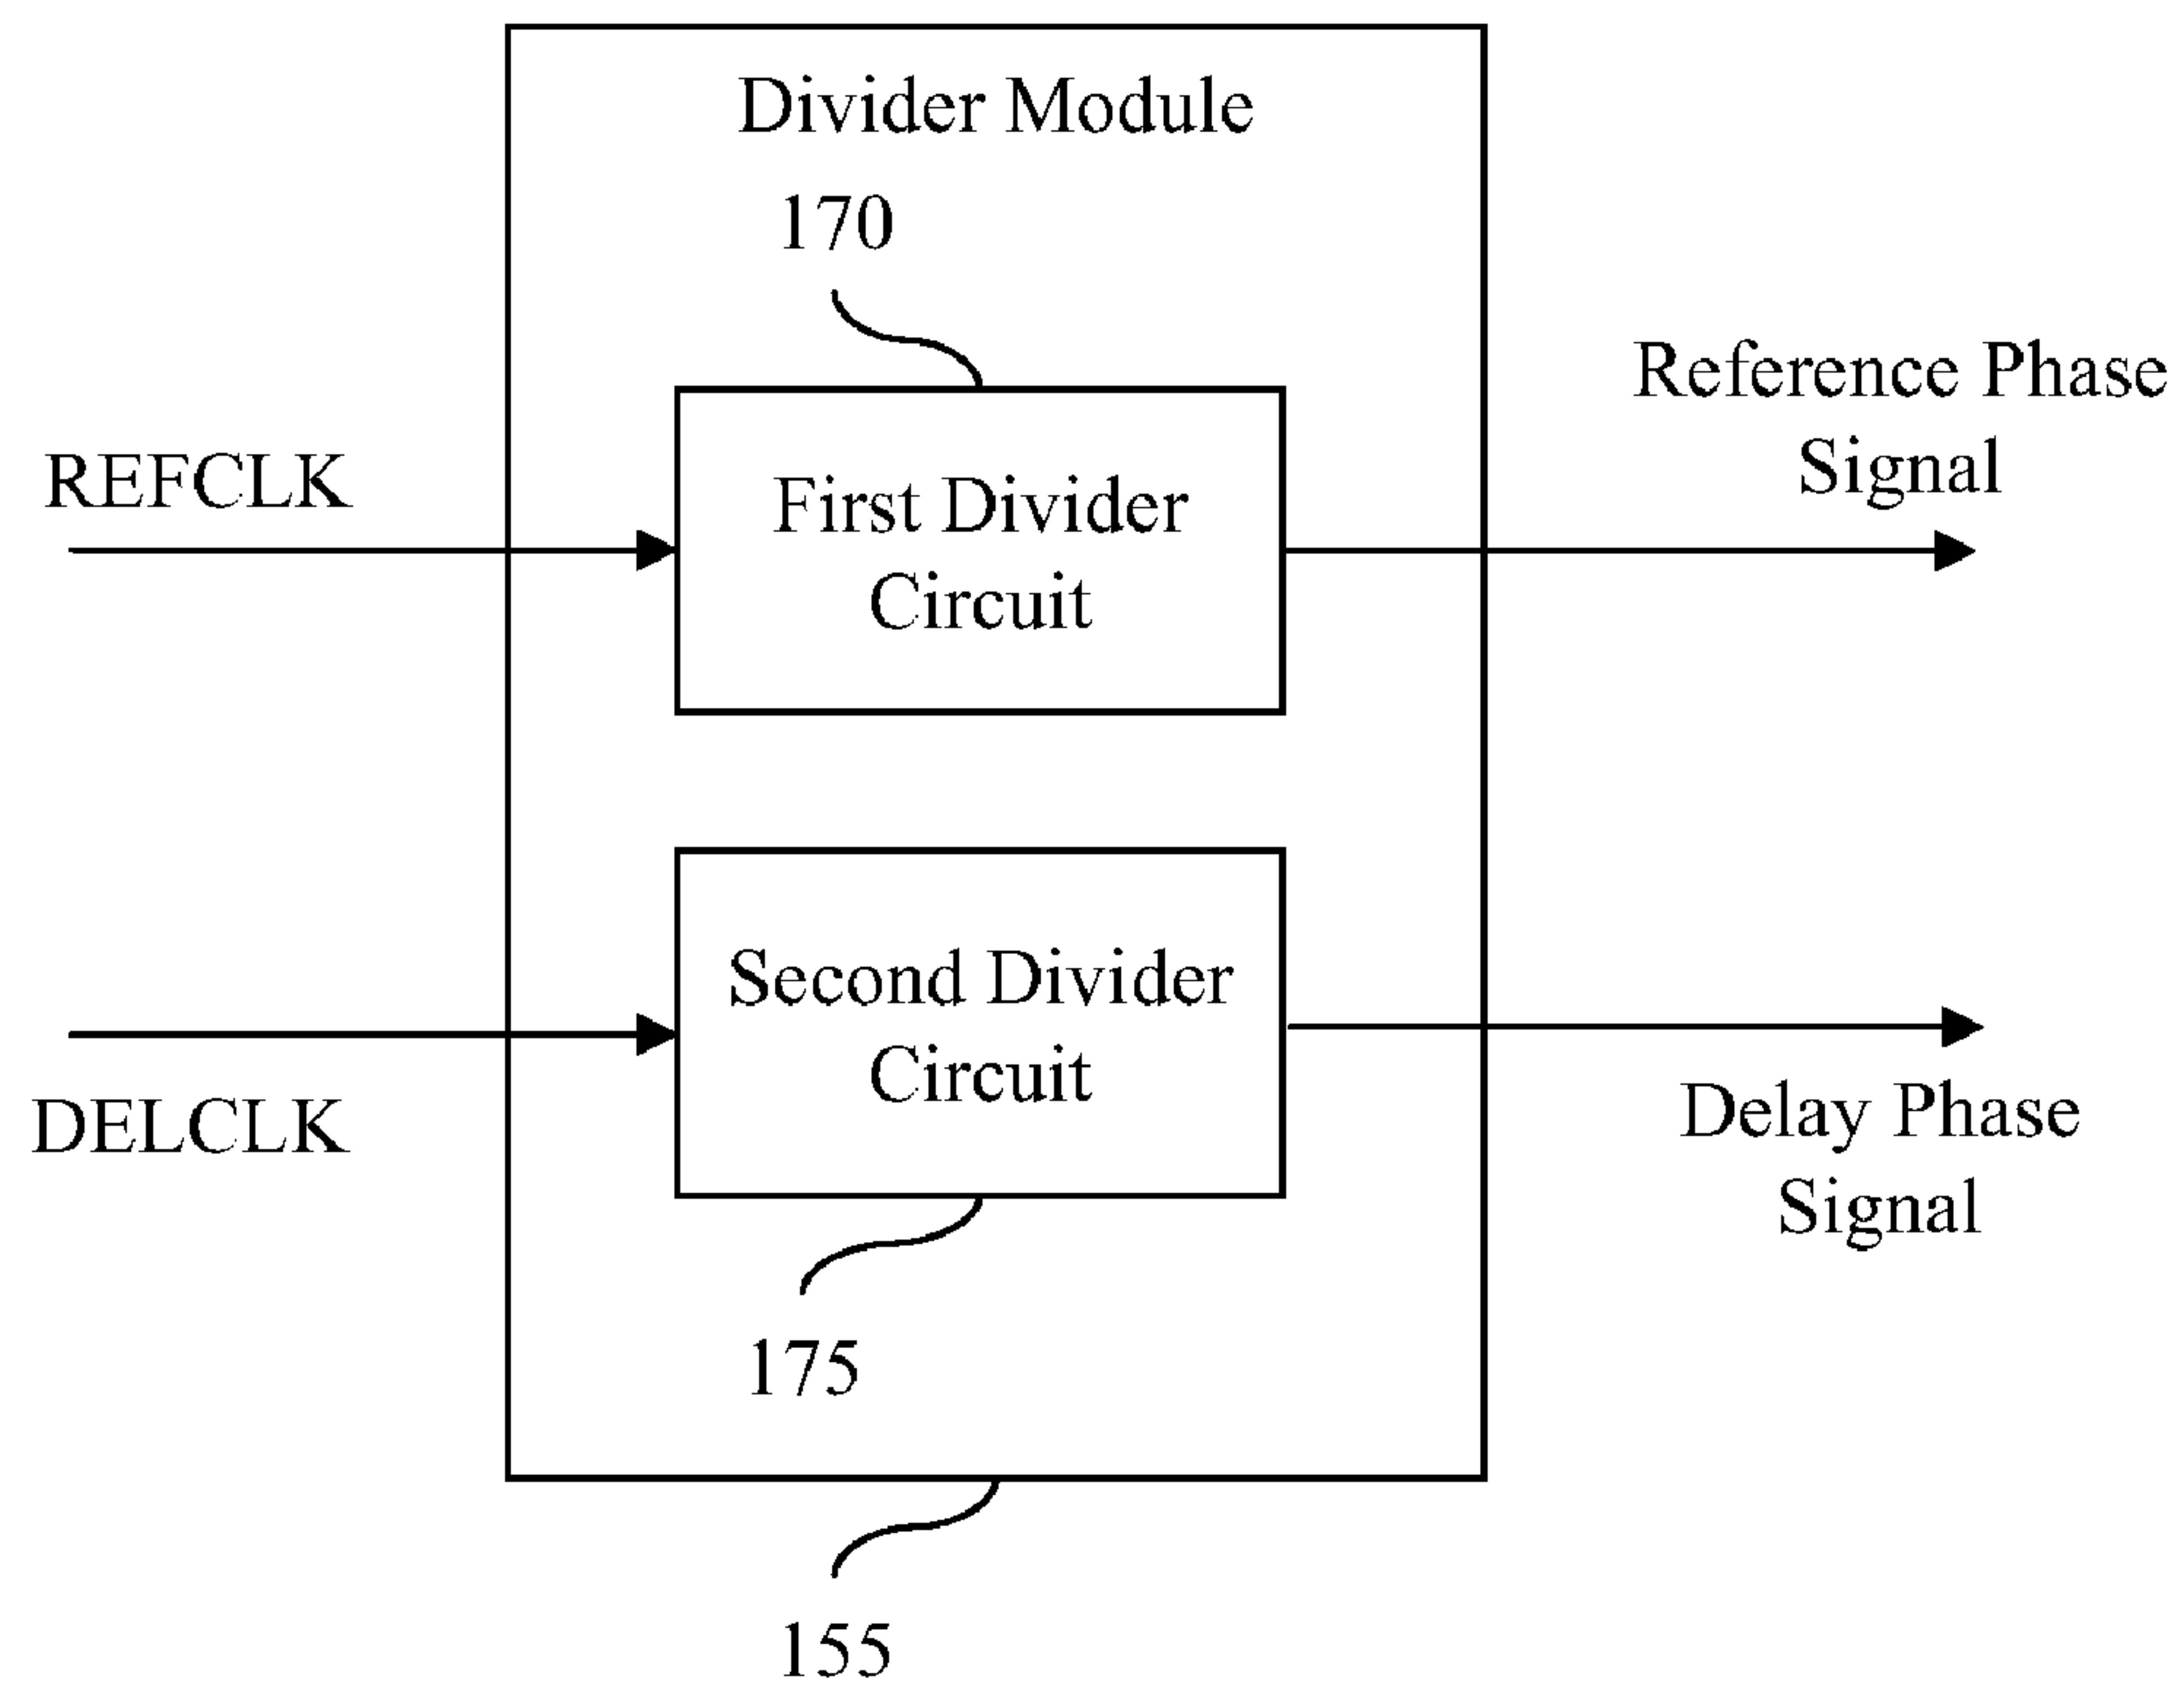 Divider Module
170
Reference Phase
Signal
REFCLK
First Divider
Circuit
Second Divider
Circuit
DELCLK
Delay Phase
Signal
175
155